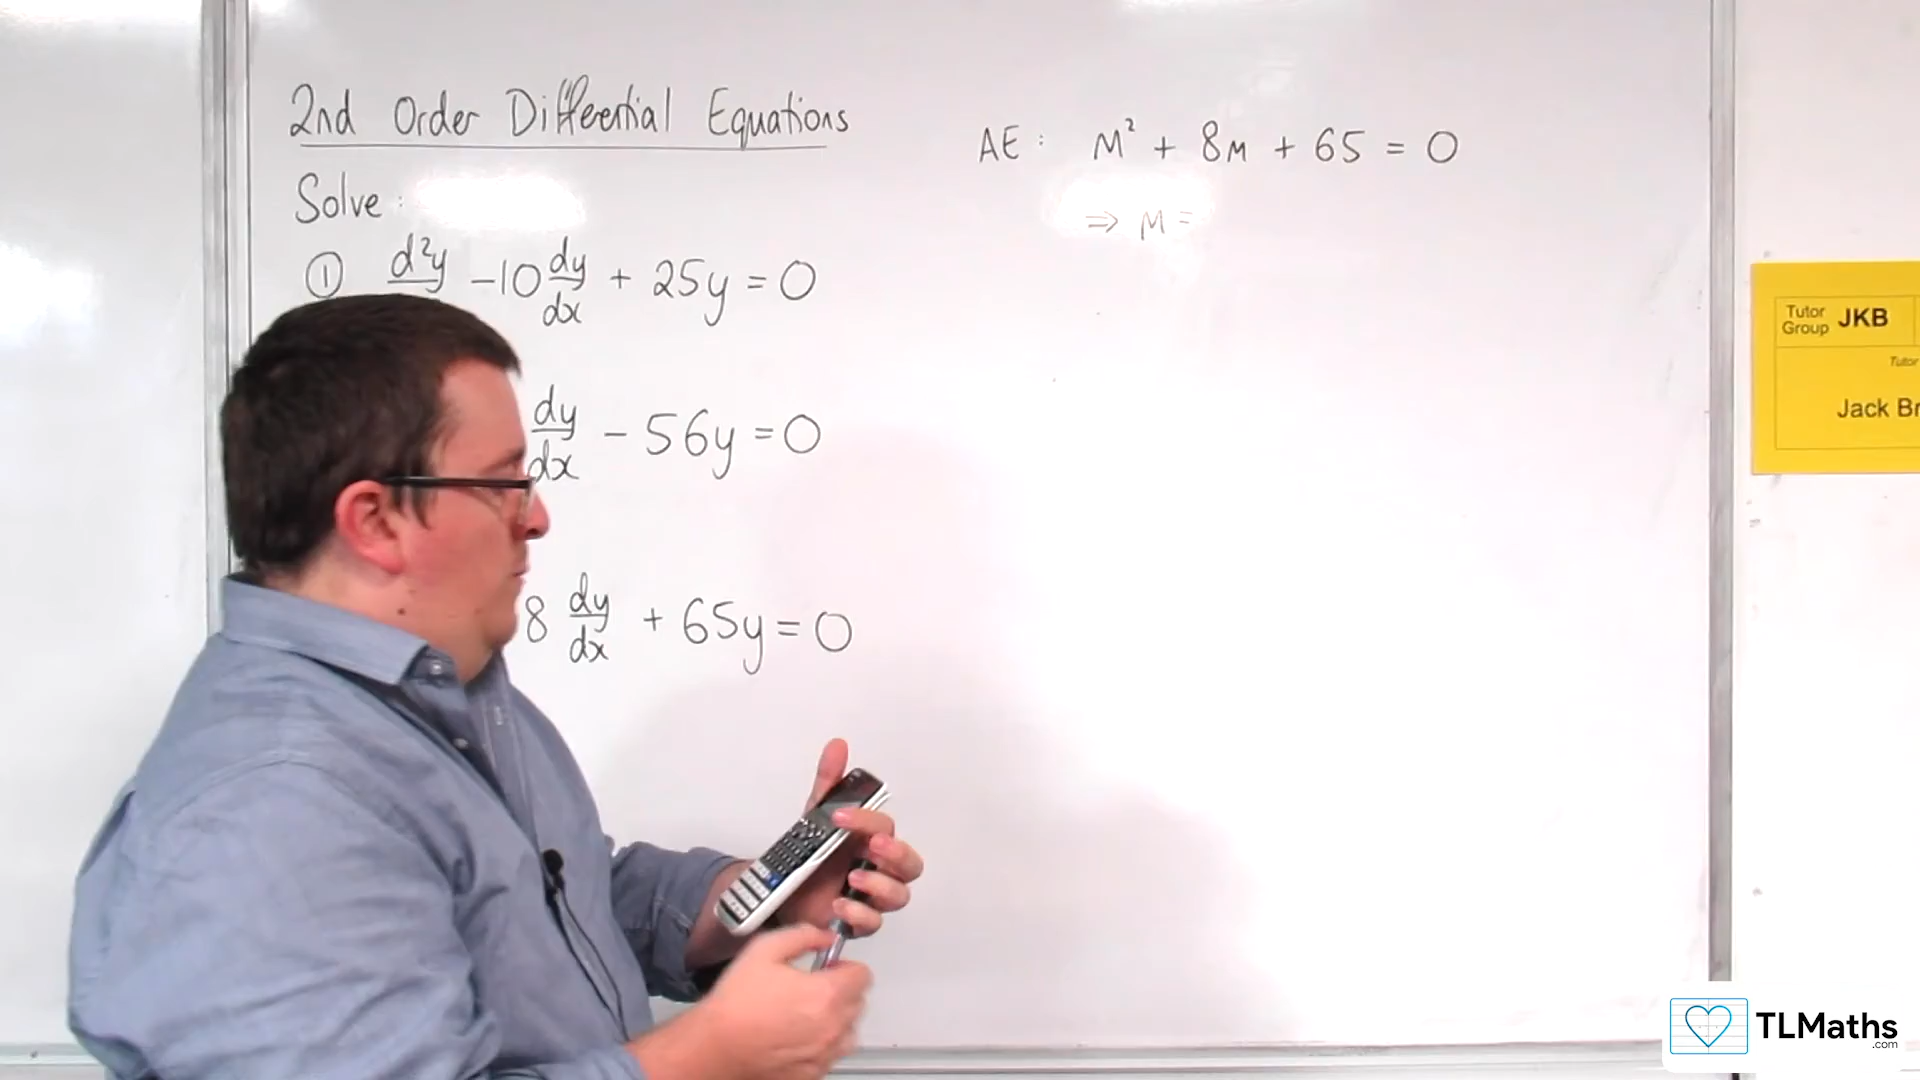 2nd Order Differential Equations
Solve:
① d²y -10 dy/dx + 25y = 0
dy/dx - 56y = 0
8 dy/dx + 65y = 0
AE: M² + 8M + 65 = 0
⇒ M =
Tutor Group JKB
Tutor
Jack Br
TLMaths
.com